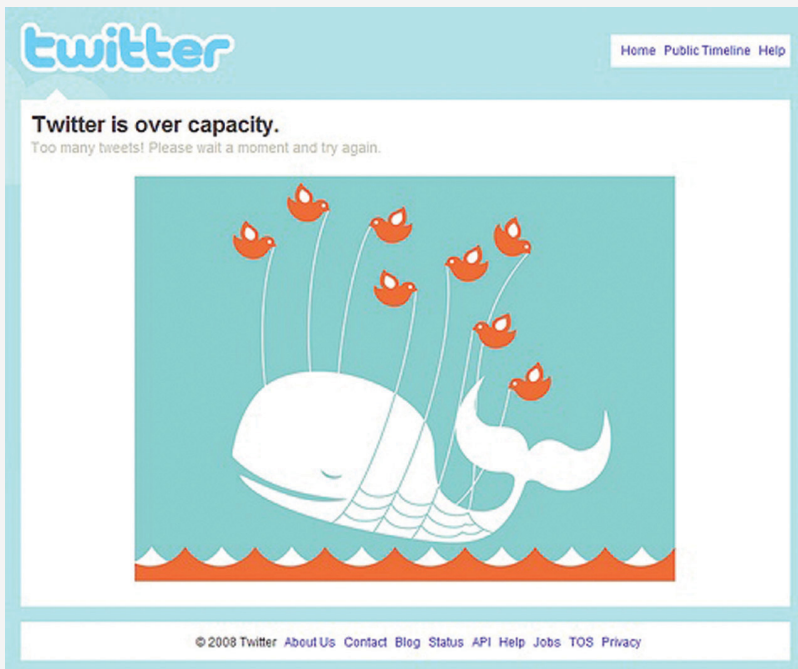 twitter
Home Public Timeline Help
Twitter is over capacity.
Too many tweets! Please wait a moment and try again.
© 2008 Twitter About Us Contact Blog Status API Help Jobs TOS Privacy